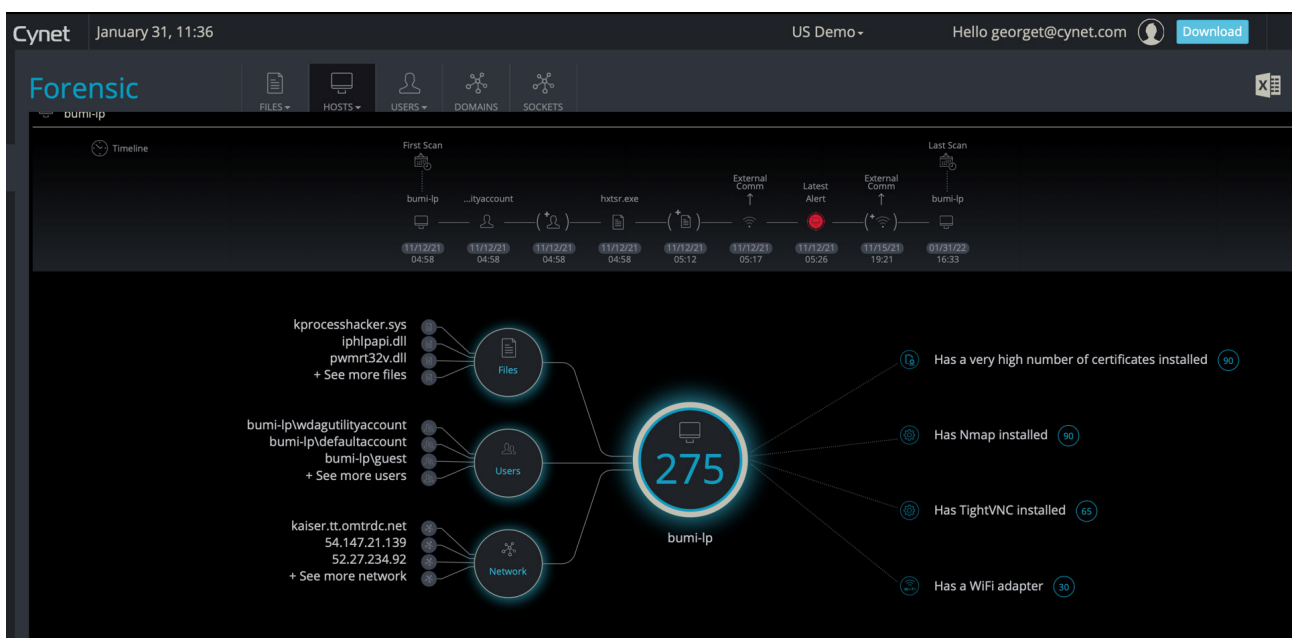 Cynet January 31, 11:36 US Demo Hello georget@cynet.com Download
Forensic FILES HOSTS USERS DOMAINS SOCKETS
bumi-lp
Timeline
First Scan Last Scan
External Comm Latest Alert External Comm
bumi-lp ...ityaccount hxtsr.exe bumi-lp
11/12/21 11/12/21 11/12/21 11/12/21 11/12/21 11/12/21 11/12/21 11/15/21 01/31/22
04:58 04:58 04:58 04:58 05:12 05:17 05:26 19:21 16:33
kprocesshacker.sys
iphlpapi.dll
pwmrt32v.dll
+ See more files
Files
bumi-lp\wdagutilityaccount
bumi-lp\defaultaccount
bumi-lp\guest
+ See more users
Users
kaiser.tt.omtrdc.net
54.147.21.139
52.27.234.92
+ See more network
Network
275
bumi-lp
Has a very high number of certificates installed 90
Has Nmap installed 90
Has TightVNC installed 65
Has a WiFi adapter 30